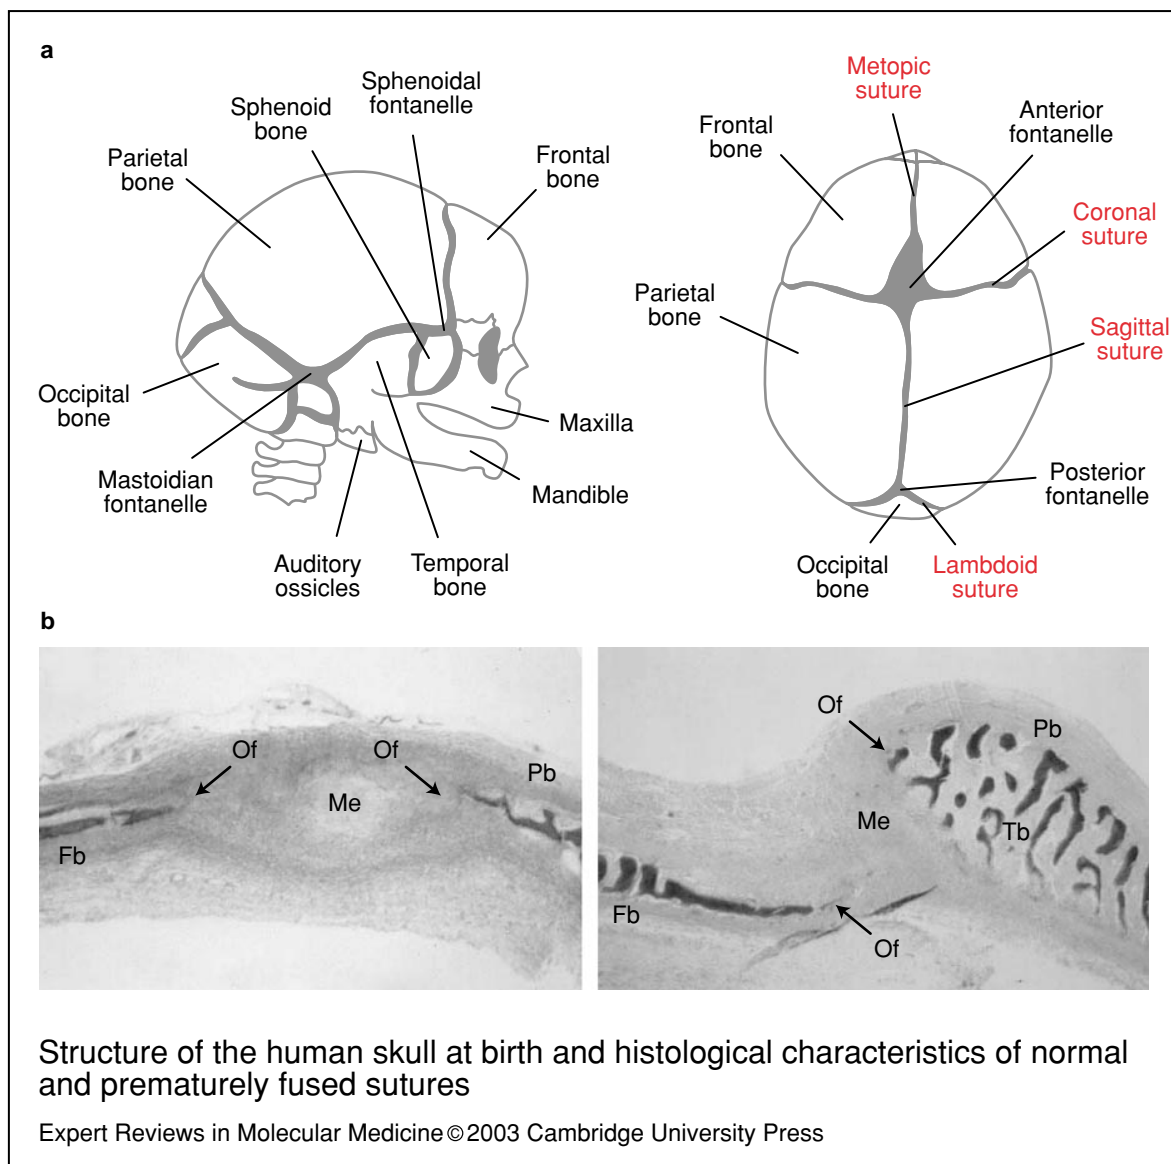 a
Sphenoidal
fontanelle
Sphenoid
bone
Parietal
bone
Frontal
bone
Occipital
bone
Mastoidian
fontanelle
Auditory
ossicles
Temporal
bone
Mandible
Maxilla
Metopic
suture
Frontal
bone
Anterior
fontanelle
Coronal
suture
Parietal
bone
Sagittal
suture
Posterior
fontanelle
Occipital
bone
Lambdoid
suture
b
Of
Of
Pb
Me
Fb
Of
Pb
Me
Tb
Fb
Of
Structure of the human skull at birth and histological characteristics of normal
and prematurely fused sutures
Expert Reviews in Molecular Medicine © 2003 Cambridge University Press